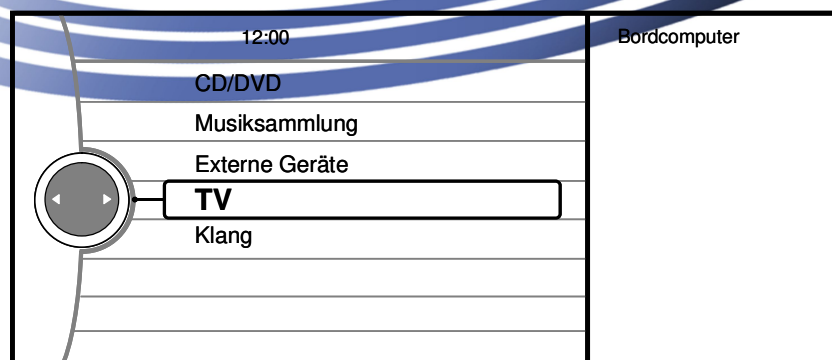 12:00
Bordcomputer
CD/DVD
Musiksammlung
Externe Geräte
TV
Klang